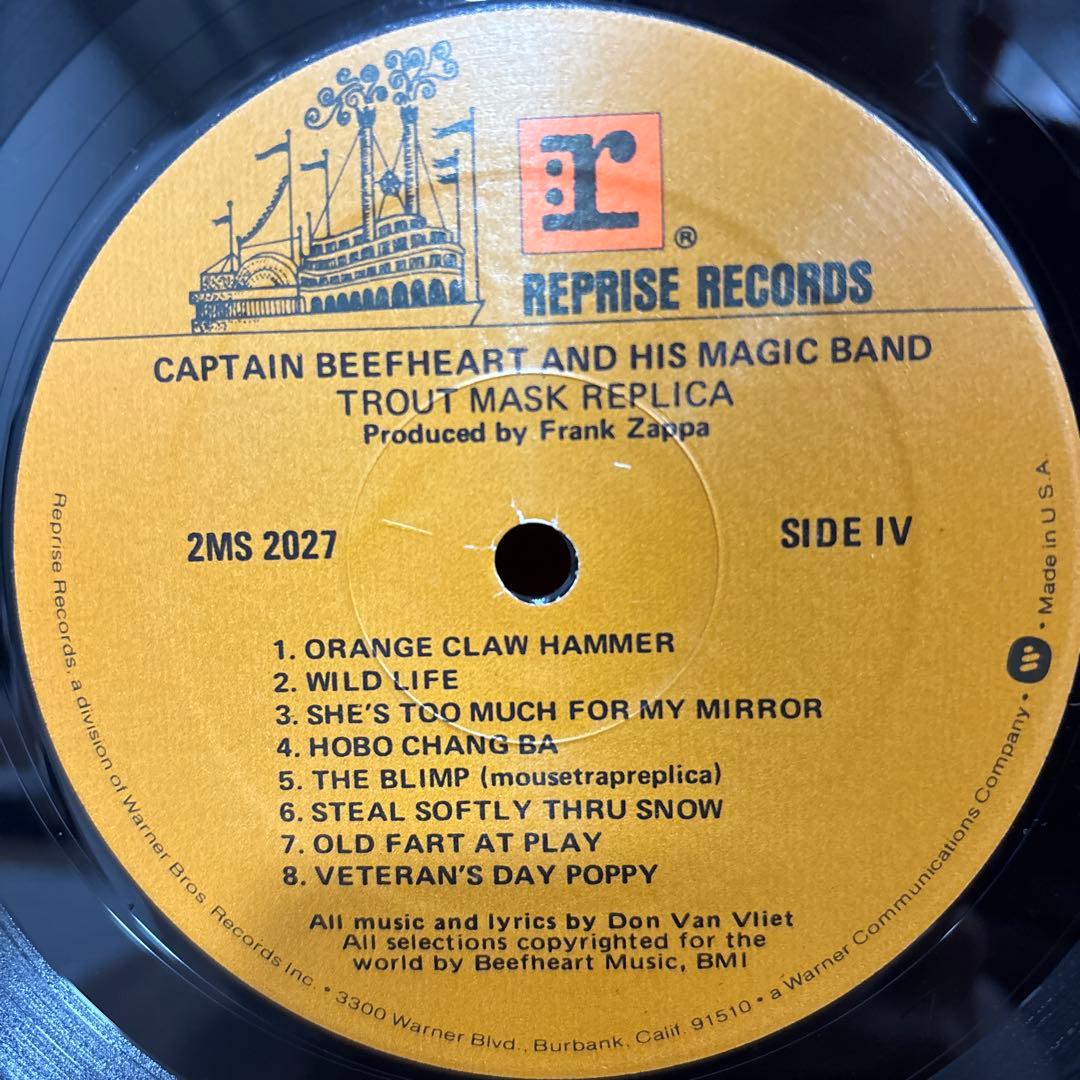 r
®
REPRISE RECORDS
CAPTAIN BEEFHEART AND HIS MAGIC BAND
TROUT MASK REPLICA
Produced by Frank Zappa
2MS 2027
SIDE IV
1. ORANGE CLAW HAMMER
2. WILD LIFE
3. SHE'S TOO MUCH FOR MY MIRROR
4. HOBO CHANG BA
5. THE BLIMP (mousetrapreplica)
6. STEAL SOFTLY THRU SNOW
7. OLD FART AT PLAY
8. VETERAN'S DAY POPPY
All music and lyrics by Don Van Vliet
All selections copyrighted for the
world by Beefheart Music, BMI
Reprise Records, a division of Warner Bros. Records Inc. • 3300 Warner Blvd., Burbank, Calif. 91510 • a Warner Communications Company • W • Made in U.S.A.